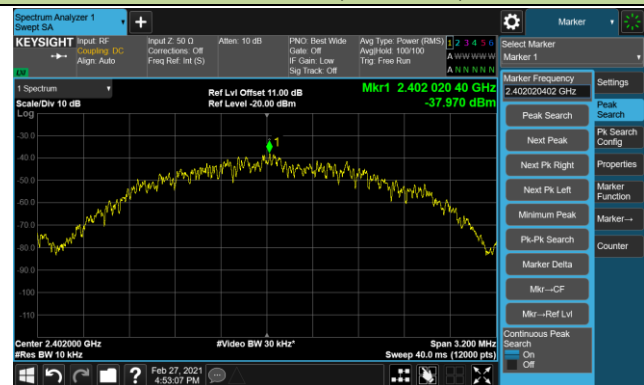 Spectrum Analyzer 1
Swept SA
+
Marker
KEYSIGHT
Input: RF
Coupling: DC
Align: Auto
Input Z: 50 Ω
Corrections: Off
Freq Ref: Int (S)
Atten: 10 dB
PNO: Best Wide
Gate: Off
IF Gain: Low
Sig Track: Off
Avg Type: Power (RMS)
Avg|Hold: 100/100
Trig: Free Run
1 2 3 4 5 6
A W W W W W
A N N N N N
Select Marker
Marker 1
1 Spectrum
Scale/Div 10 dB
Log
Ref Lvl Offset 11.00 dB
Ref Level -20.00 dBm
Mkr1 2.402 020 40 GHz
-37.970 dBm
1
-30.0
-40.0
-50.0
-60.0
-70.0
-80.0
-90.0
-100
-110
Center 2.402000 GHz
#Res BW 10 kHz
#Video BW 30 kHz*
Span 3.200 MHz
Sweep 40.0 ms (12000 pts)
Marker Frequency
2.402020402 GHz
Peak Search
Next Peak
Next Pk Right
Next Pk Left
Minimum Peak
Pk-Pk Search
Marker Delta
Mkr→CF
Mkr→Ref Lvl
Continuous Peak
Search
On
Off
Settings
Peak
Search
Pk Search
Config
Properties
Marker
Function
Marker→
Counter
?
Feb 27, 2021
4:53:07 PM